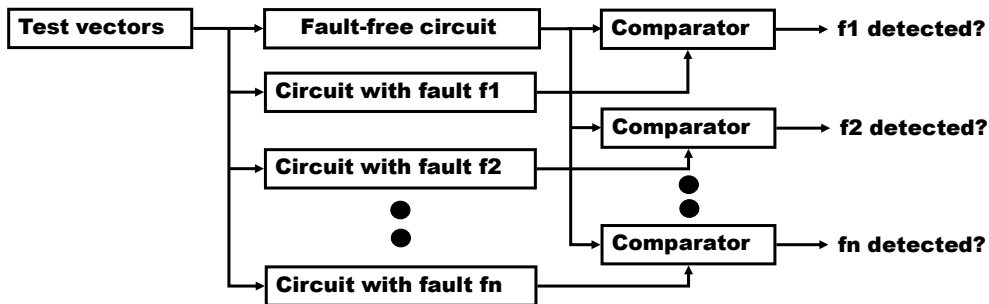 Test vectors
Fault-free circuit
Comparator
f1 detected?
Circuit with fault f1
Comparator
f2 detected?
Circuit with fault f2
Comparator
fn detected?
Circuit with fault fn